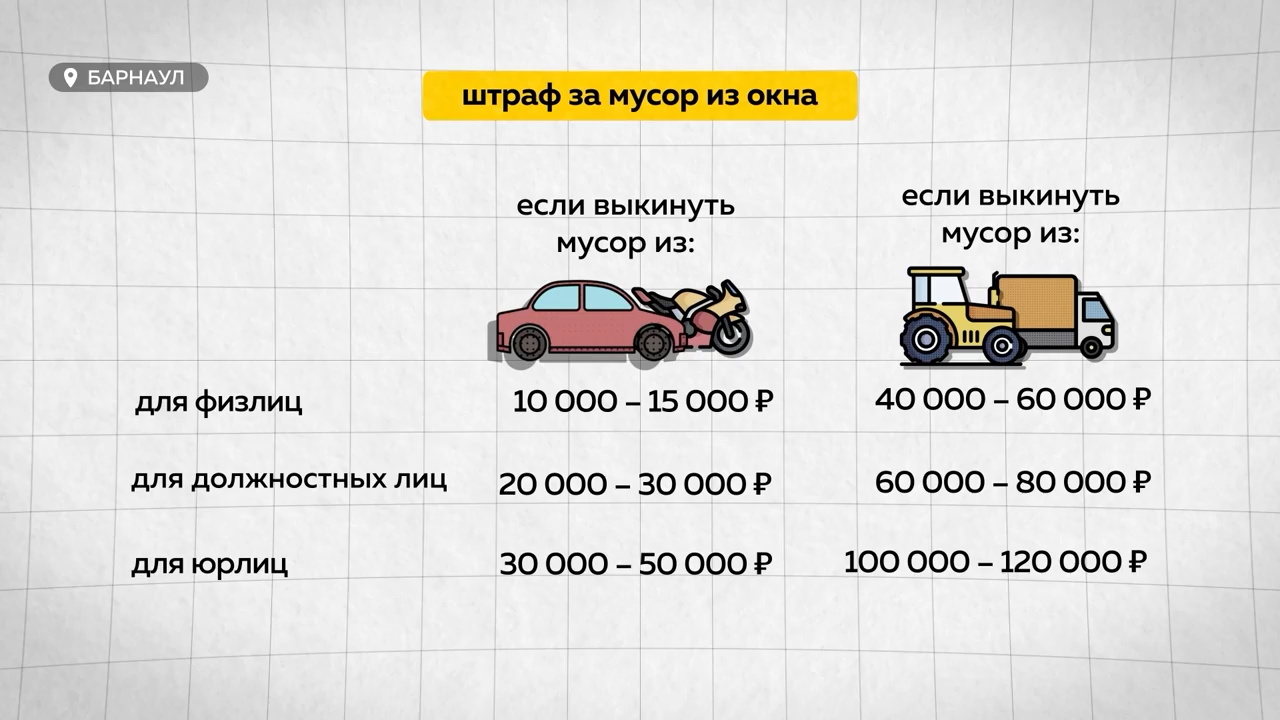 БАРНАУЛ
штраф за мусор из окна
если выкинуть
мусор из:
если выкинуть
мусор из:
для физлиц 10 000 – 15 000 ₽ 40 000 – 60 000 ₽
для должностных лиц 20 000 – 30 000 ₽ 60 000 – 80 000 ₽
для юрлиц 30 000 – 50 000 ₽ 100 000 – 120 000 ₽